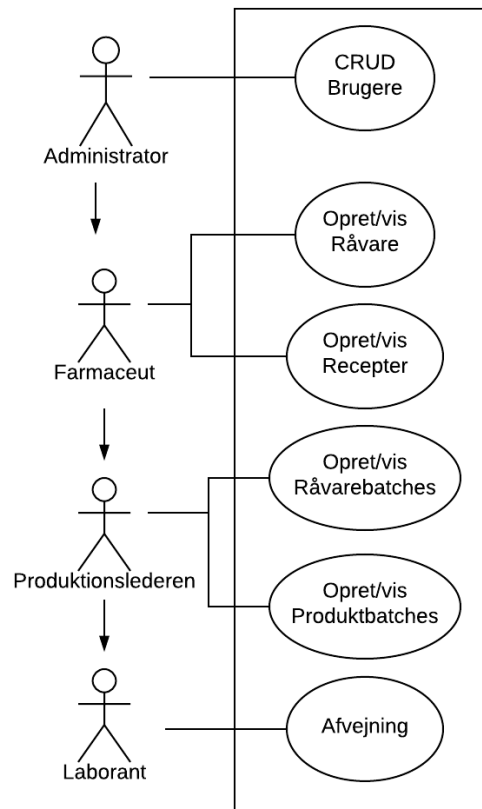 CRUD
Brugere
Administrator
Opret/vis
Råvare
Farmaceut
Opret/vis
Recepter
Opret/vis
Råvarebatches
Produktionslederen
Opret/vis
Produktbatches
Laborant
Afvejning